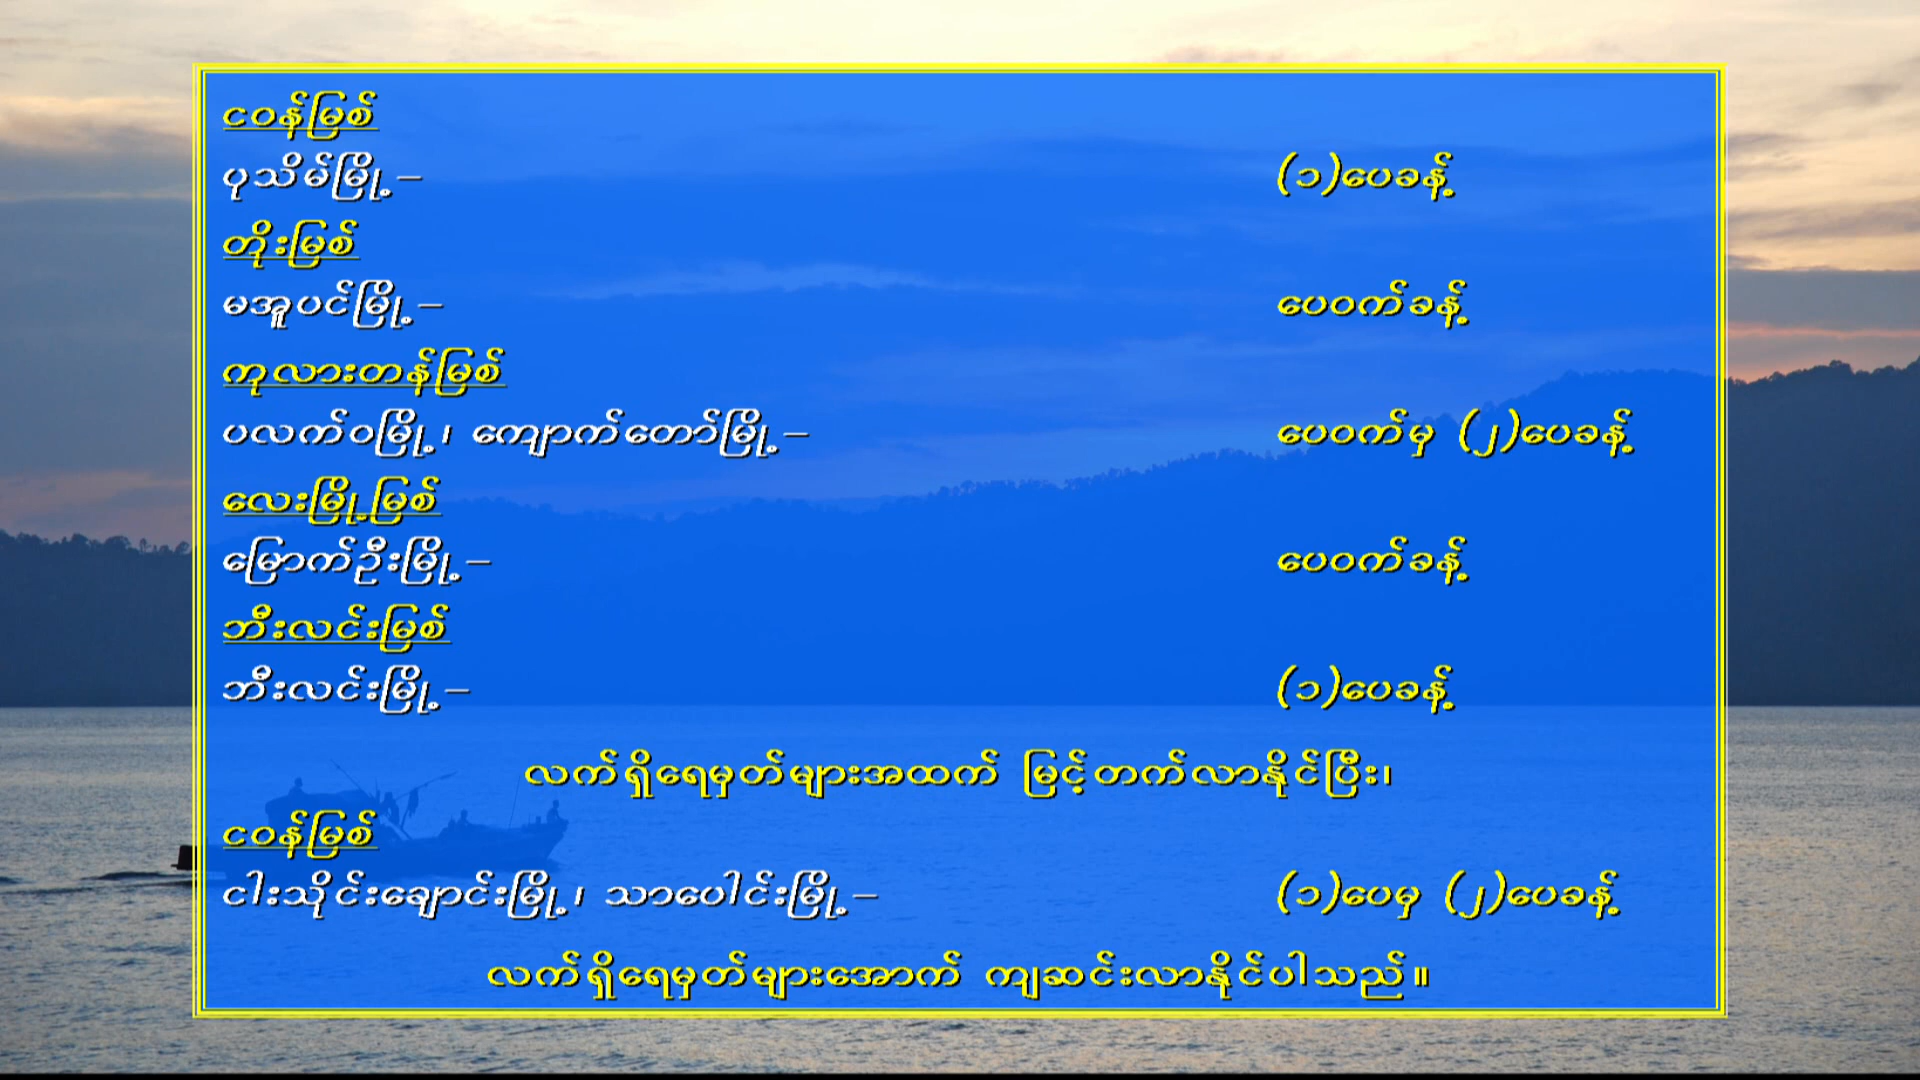 ငဝန်မြစ်
ပုသိမ်မြို့– (၁)ပေခန့်
တိုးမြစ်
မအူပင်မြို့– ပေဝက်ခန့်
ကုလားတန်မြစ်
ပလက်ဝမြို့၊ ကျောက်တော်မြို့– ပေဝက်မှ (၂)ပေခန့်
လေးမြို့မြစ်
မြောက်ဦးမြို့– ပေဝက်ခန့်
ဘီးလင်းမြစ်
ဘီးလင်းမြို့– (၁)ပေခန့်
လက်ရှိရေမှတ်များအထက် မြင့်တက်လာနိုင်ပြီး၊
ငဝန်မြစ်
ငါးသိုင်းချောင်းမြို့၊ သာပေါင်းမြို့– (၁)ပေမှ (၂)ပေခန့်
လက်ရှိရေမှတ်များအောက် ကျဆင်းလာနိုင်ပါသည်။